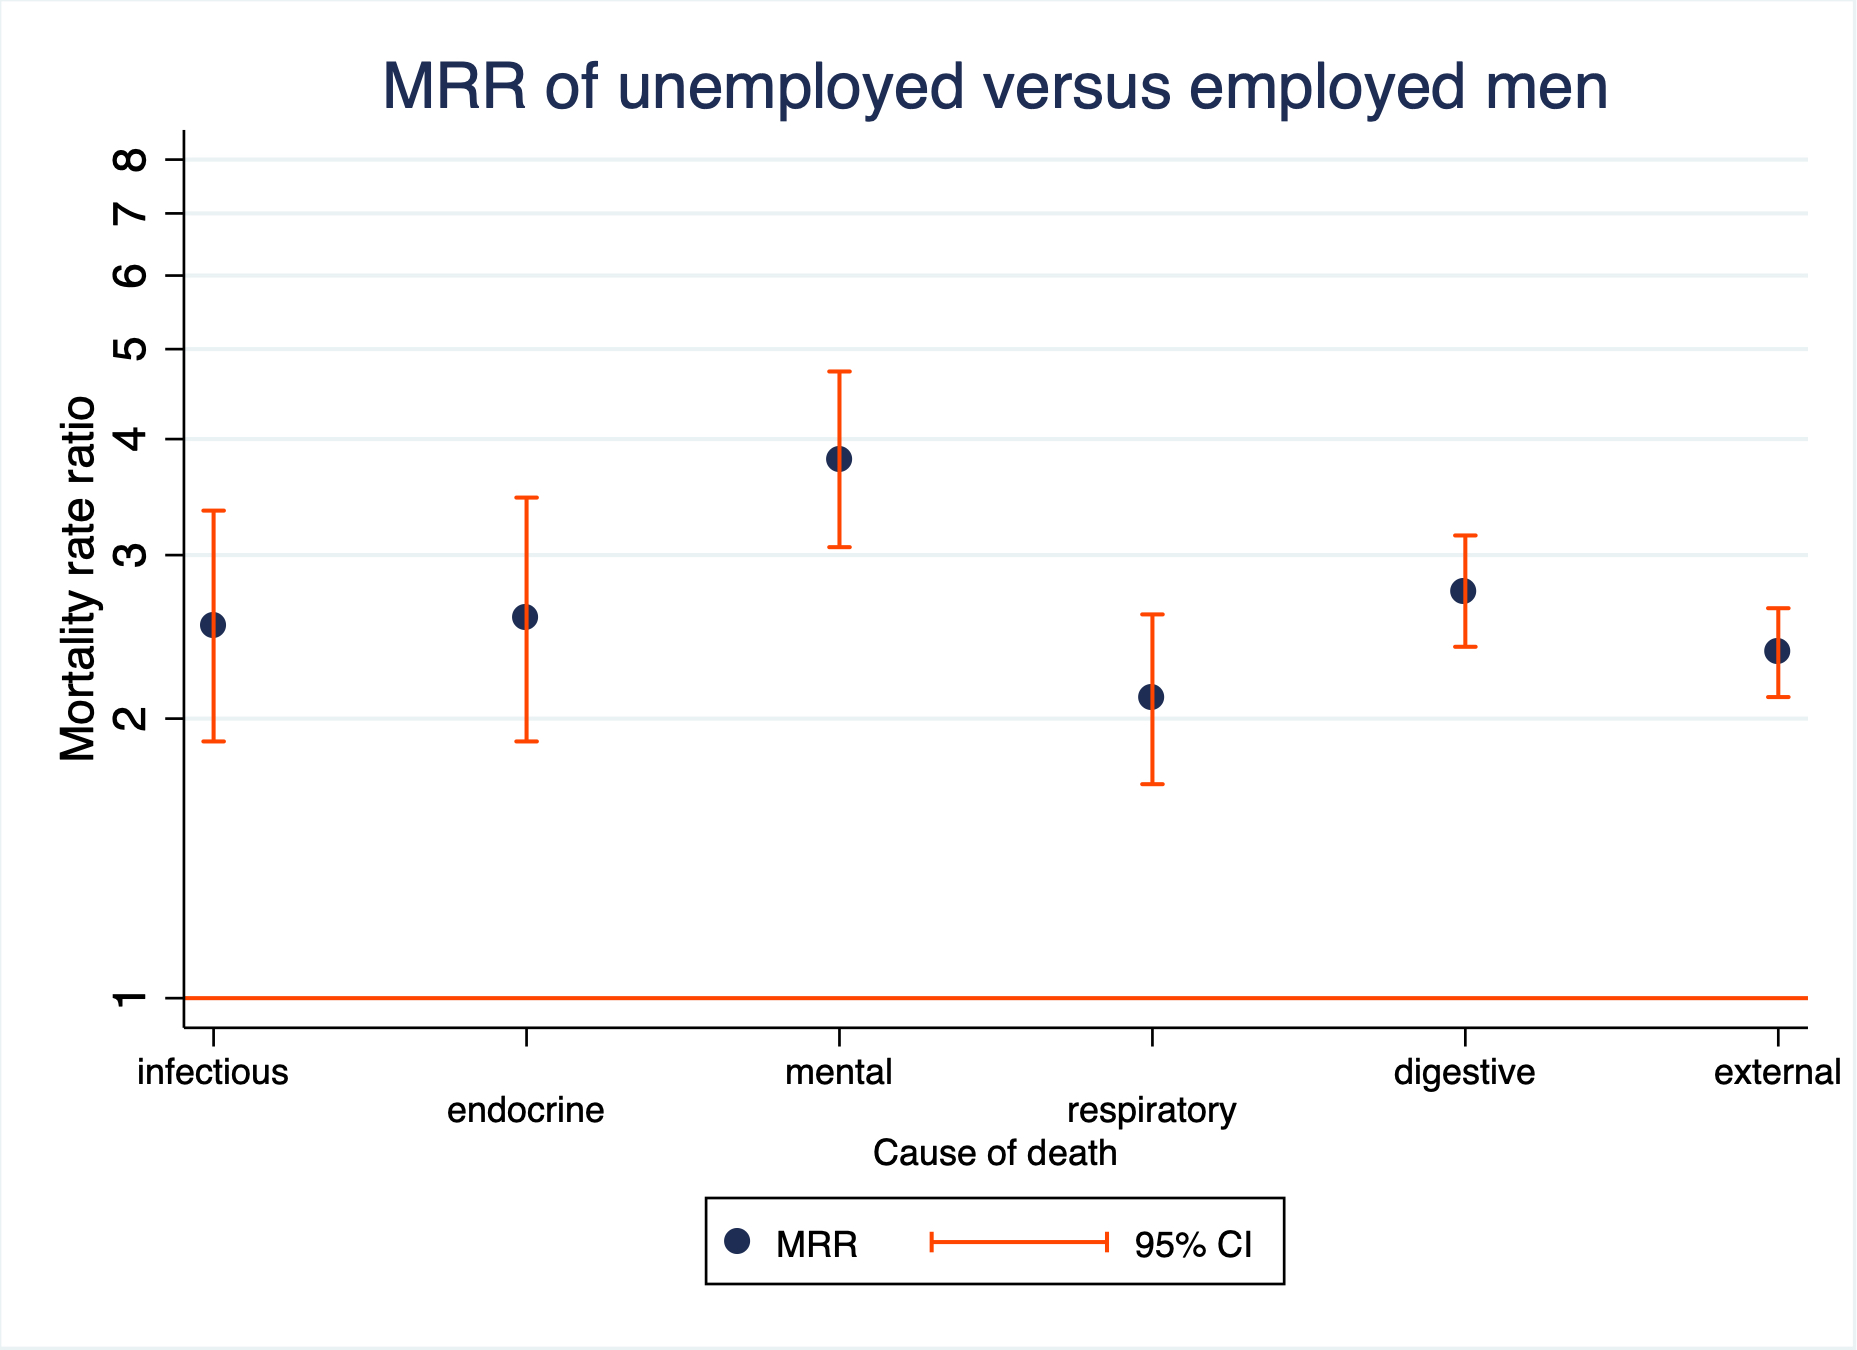 MRR of unemployed versus employed men
Mortality rate ratio
8
7
6
5
4
3
2
1
infectious
endocrine
mental
respiratory
digestive
external
Cause of death
MRR 95% CI